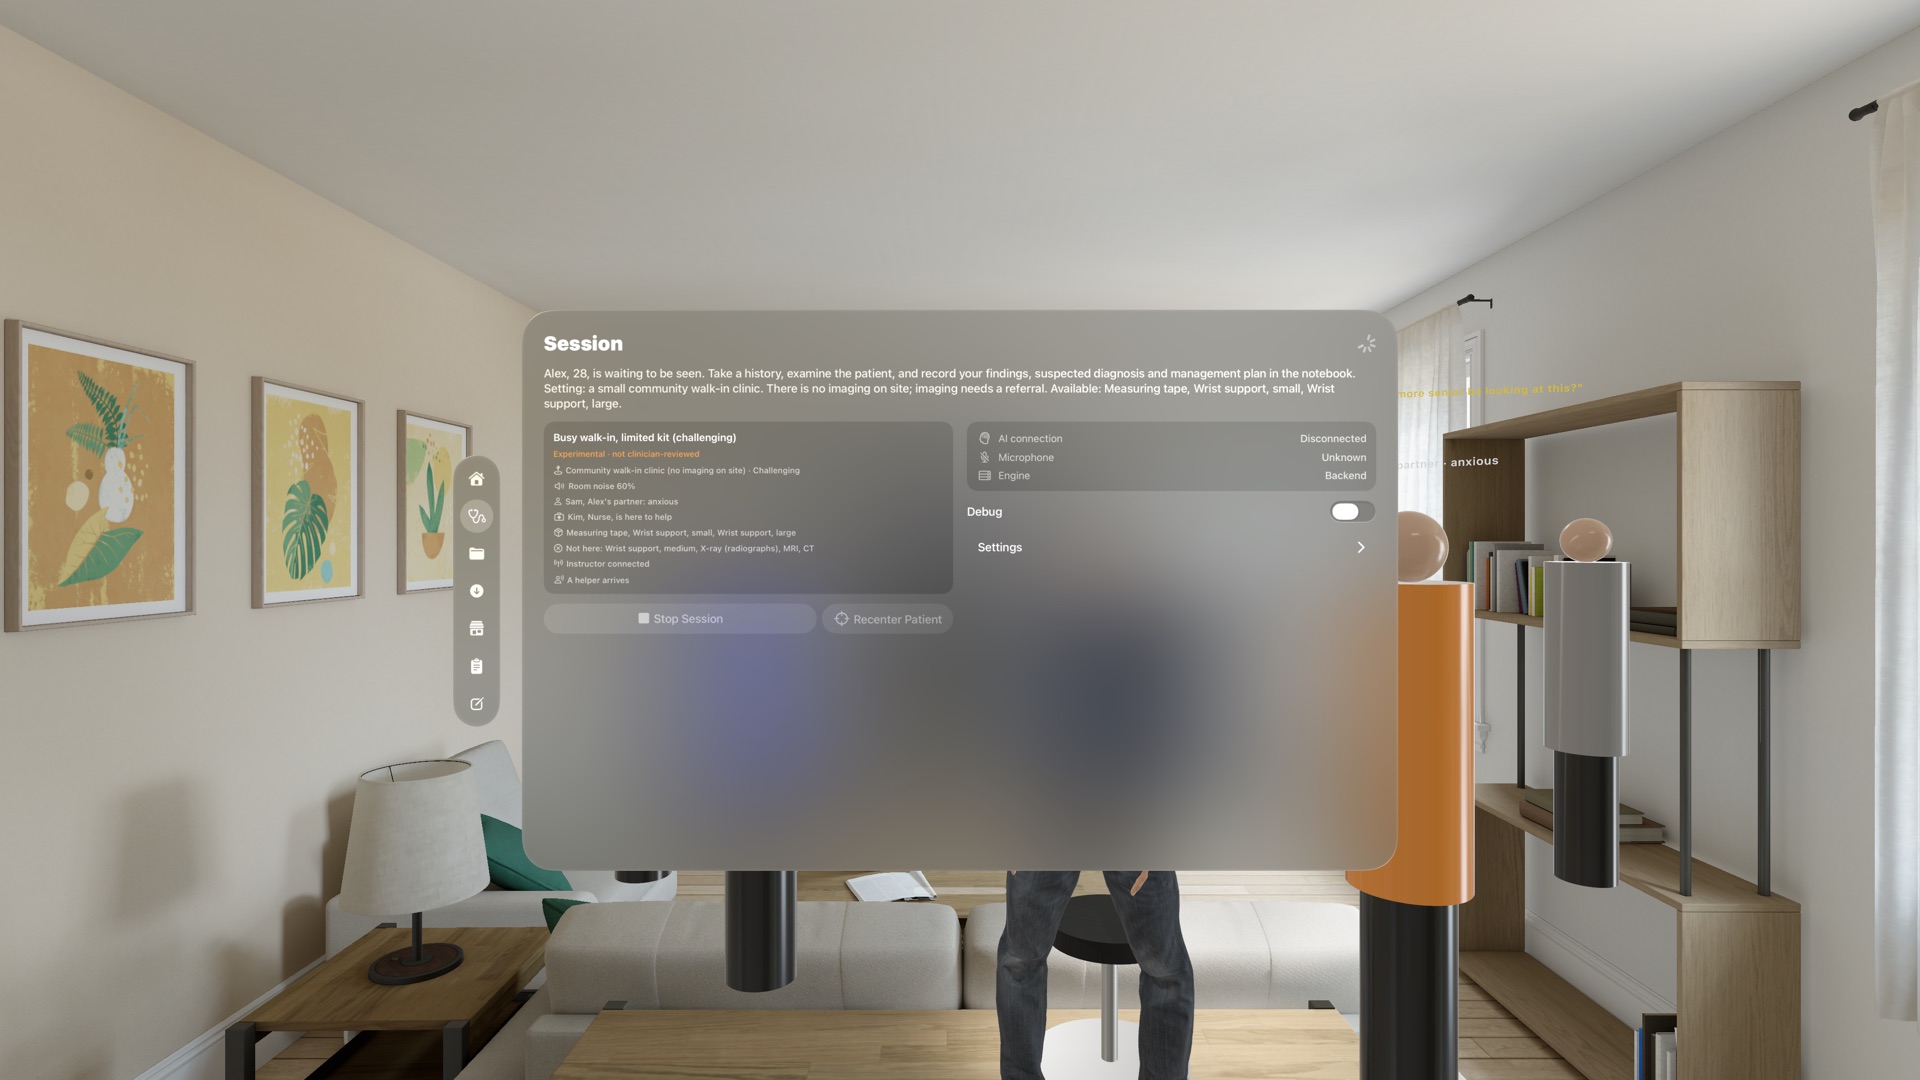 Session
Alex, 28, is waiting to be seen. Take a history, examine the patient, and record your findings, suspected diagnosis and management plan in the notebook.
Setting: a small community walk-in clinic. There is no imaging on site; imaging needs a referral. Available: Measuring tape, Wrist support, small, Wrist
support, large.
Busy walk-in, limited kit (challenging)
Experimental · not clinician-reviewed
Community walk-in clinic (no imaging on site) · Challenging
Room noise 60%
Sam, Alex's partner: anxious
Kim, Nurse, is here to help
Measuring tape, Wrist support, small, Wrist support, large
Not here: Wrist support, medium, X-ray (radiographs), MRI, CT
Instructor connected
A helper arrives
Stop Session
Recenter Patient
AI connection Disconnected
Microphone Unknown
Engine Backend
Debug
Settings
looking at this?"
partner · anxious